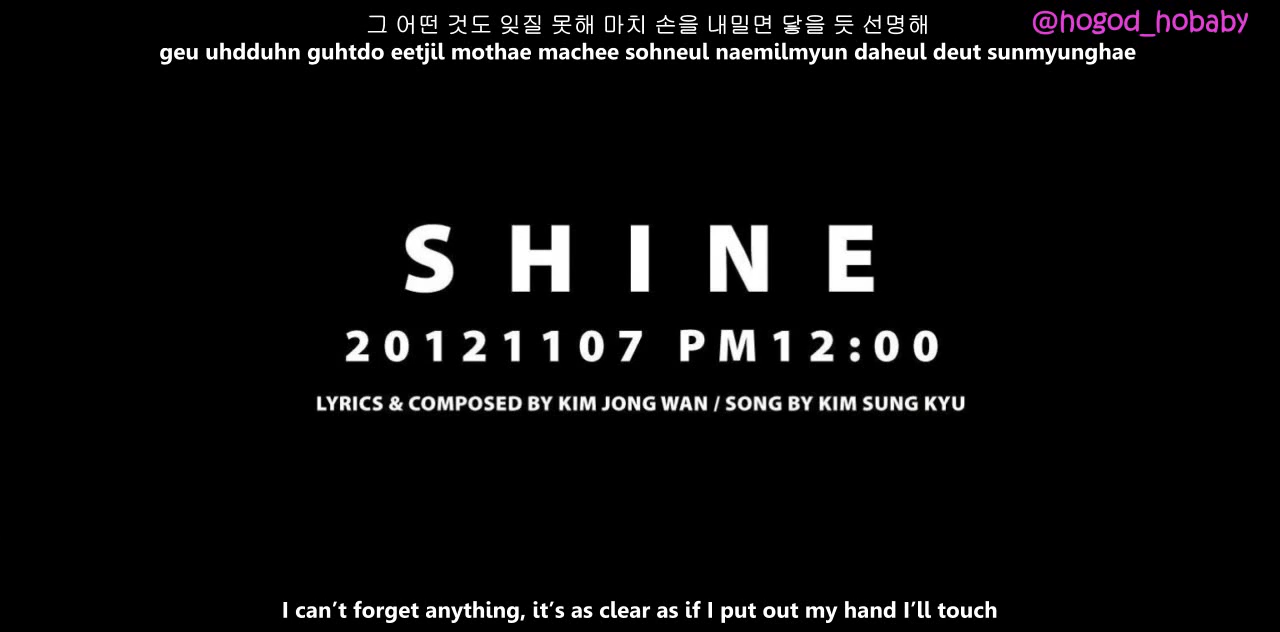 그 어떤 것도 잊질 못해 마치 손을 내밀면 닿을 듯 선명해
@hogod_hobaby
geu uhdduhn guhtdo eetjil mothae machee sohneul naemilmyun daheul deut sunmyunghae
SHINE
20121107 PM12:00
LYRICS & COMPOSED BY KIM JONG WAN / SONG BY KIM SUNG KYU
I can’t forget anything, it’s as clear as if I put out my hand I’ll touch